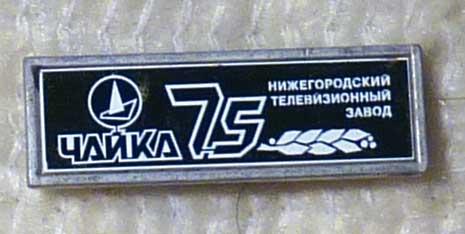 ЧАЙКА
75
НИЖЕГОРОДСКИЙ
ТЕЛЕВИЗИОННЫЙ
ЗАВОД